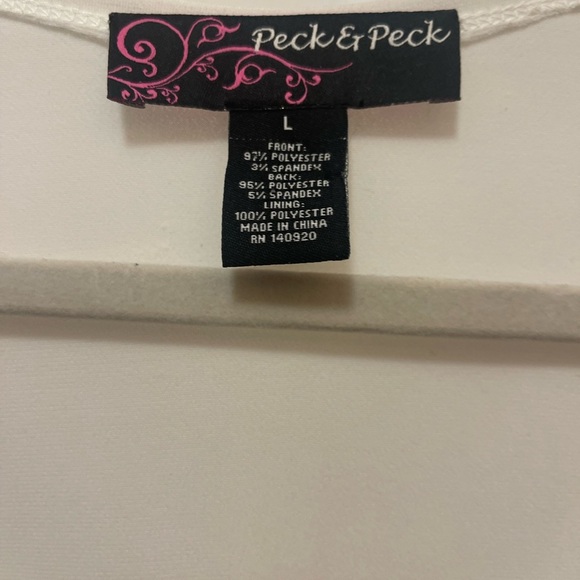 Peck & Peck
L
FRONT:
97% POLYESTER
3% SPANDEX
BACK:
95% POLYESTER
5% SPANDEX
LINING:
100% POLYESTER
MADE IN CHINA
RN 140920